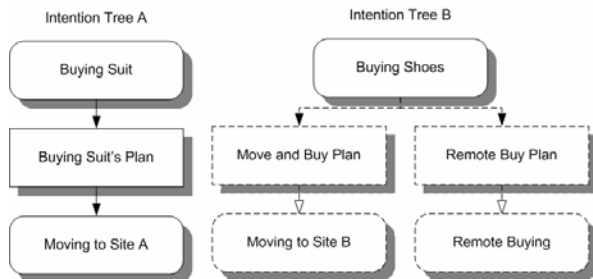 Intention Tree A
Intention Tree B
Buying Suit
Buying Shoes
Buying Suit's Plan
Move and Buy Plan
Remote Buy Plan
Moving to Site A
Moving to Site B
Remote Buying